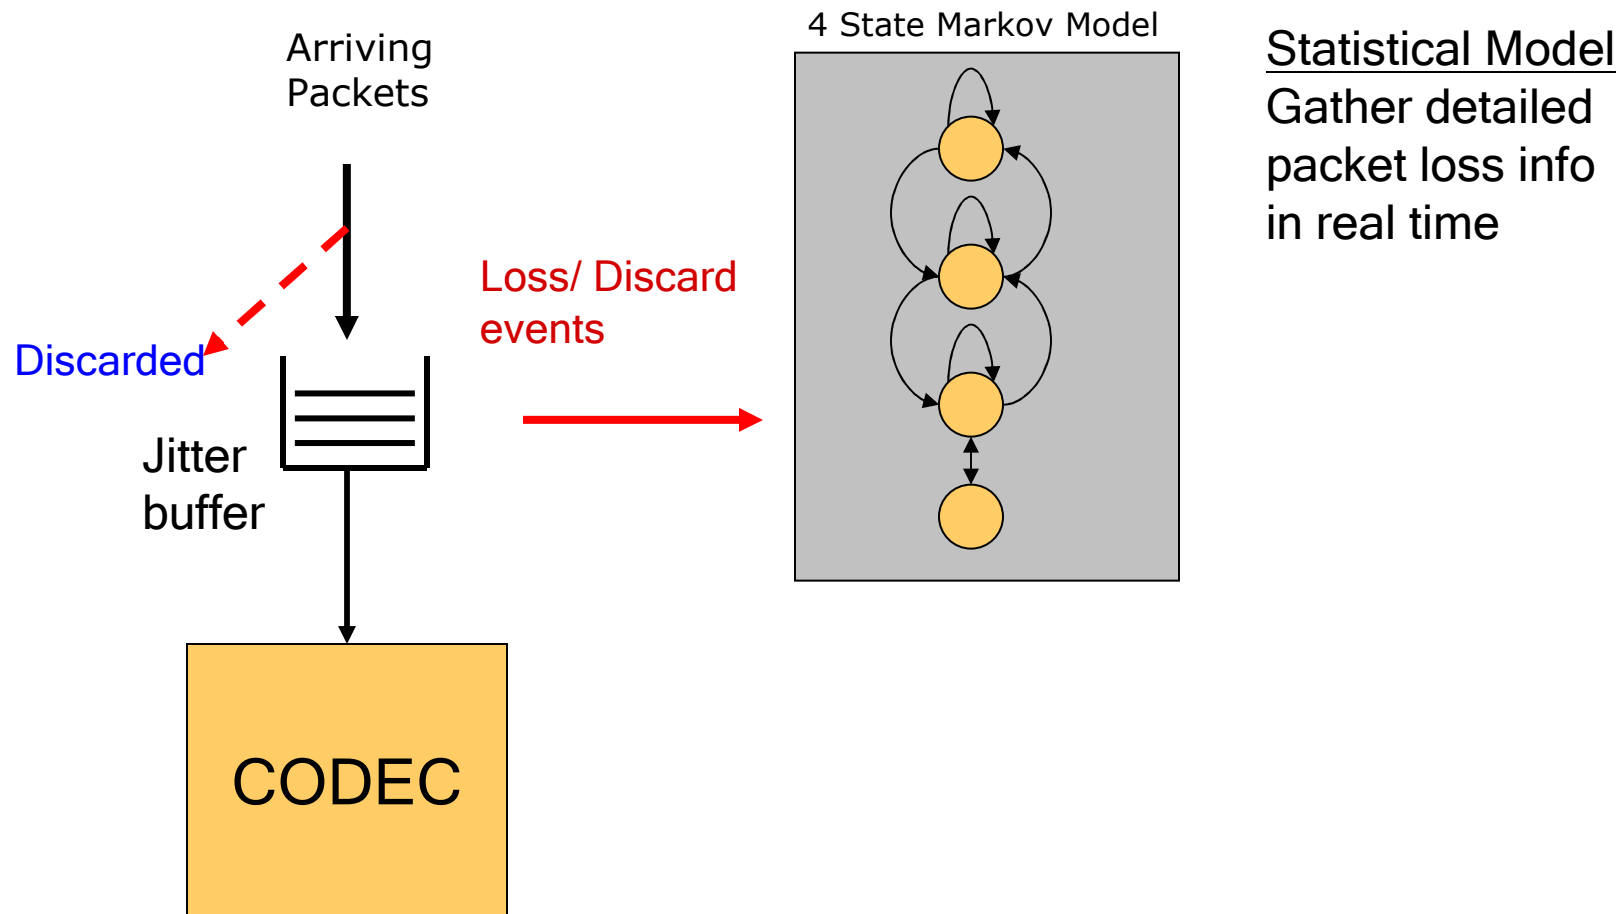 4 State Markov Model
Arriving
Packets
Statistical Model
Gather detailed
packet loss info
in real time
Loss/ Discard
events
Discarded
Jitter
buffer
CODEC